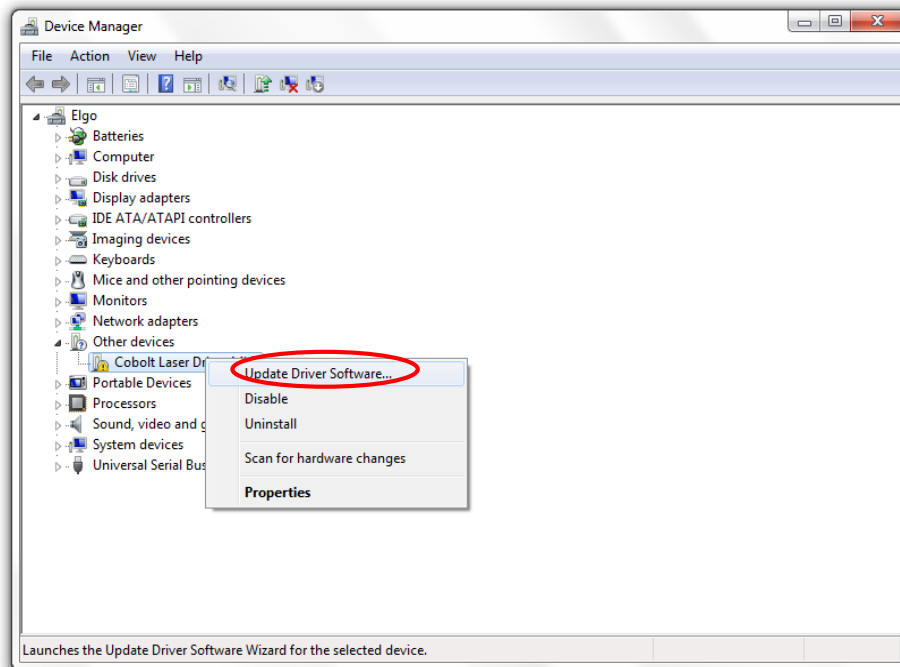 Device Manager
File Action View Help
Elgo
Batteries
Computer
Disk drives
Display adapters
IDE ATA/ATAPI controllers
Imaging devices
Keyboards
Mice and other pointing devices
Monitors
Network adapters
Other devices
Cobolt Laser
Update Driver Software...
Portable Devices
Disable
Processors
Sound, video and
Uninstall
System devices
Scan for hardware changes
Universal Serial
Properties
Launches the Update Driver Software Wizard for the selected device.